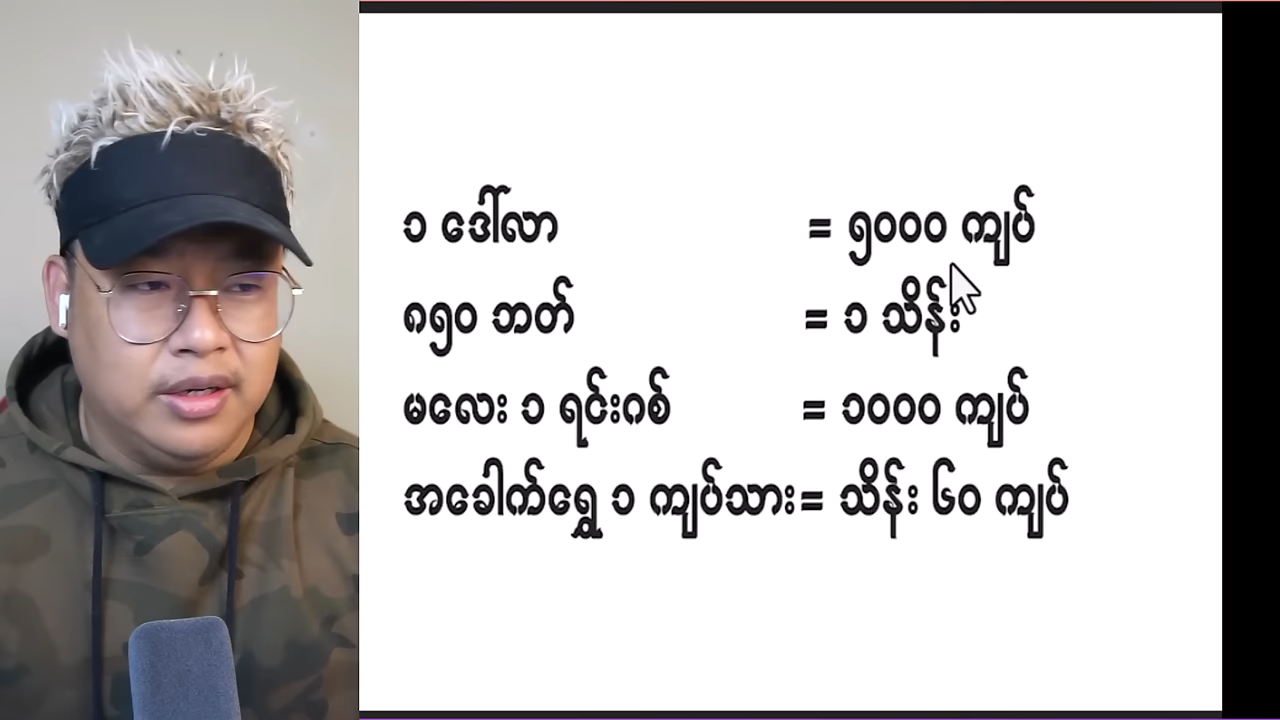 ၁ ဒေါ်လာ = ၅၀၀၀ ကျပ်
၈၅၀ ဘတ် = ၁ သိန်း
မလေး ၁ ရင်းဂစ် = ၁၀၀၀ ကျပ်
အခေါက်ရွှေ ၁ ကျပ်သား= သိန်း ၆၀ ကျပ်